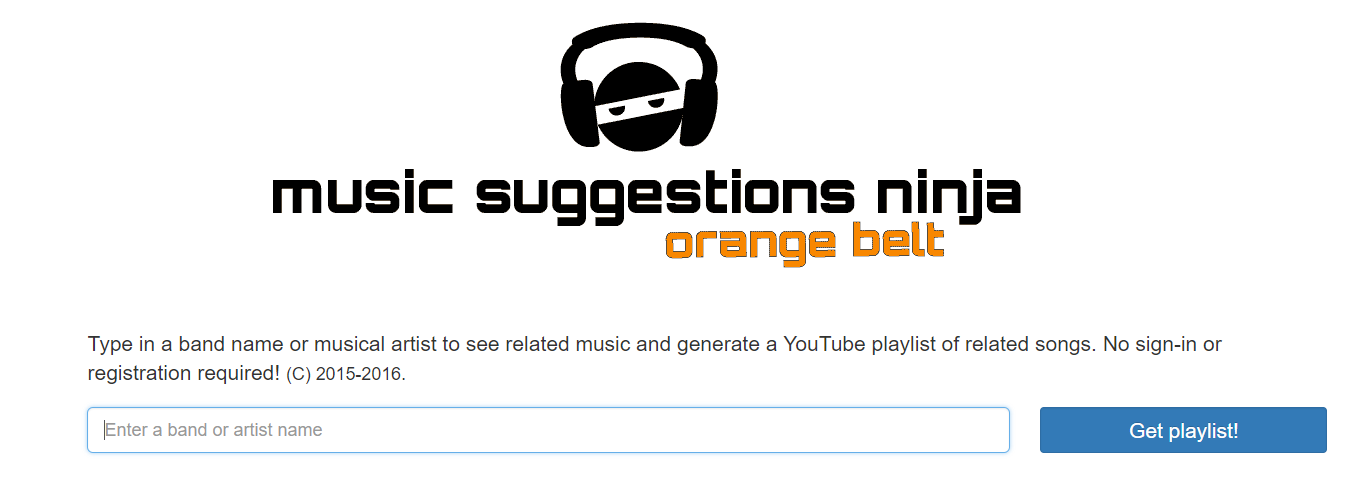 music suggestions ninja
orange belt
Type in a band name or musical artist to see related music and generate a YouTube playlist of related songs. No sign-in or
registration required! (C) 2015-2016.
Enter a band or artist name
Get playlist!